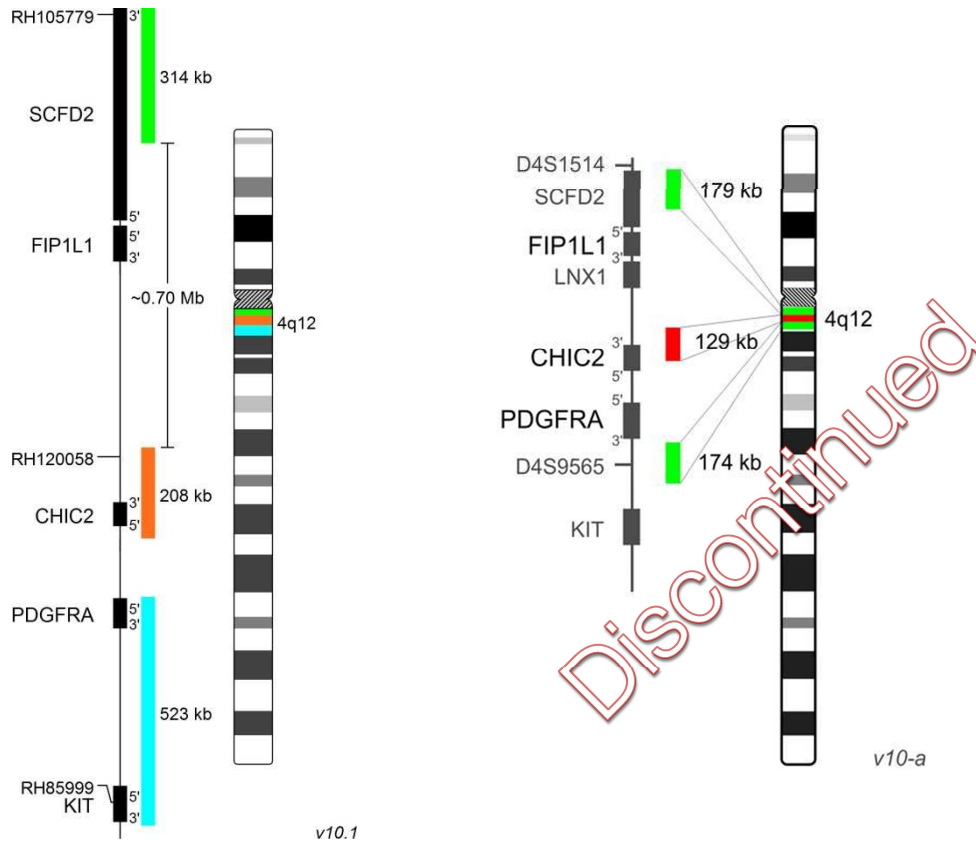 RH105779
3'
314 kb
SCFD2
5'
FIP1L1
5'
3'
~0.70 Mb
4q12
RH120058
208 kb
CHIC2
3'
5'
PDGFRA
5'
3'
523 kb
RH85999
KIT
5'
3'
v10.1
D4S1514
SCFD2
179 kb
5'
FIP1L1
3'
LNX1
4q12
3'
CHIC2
129 kb
5'
5'
PDGFRA
3'
D4S9565
174 kb
KIT
Discontinued
v10-a